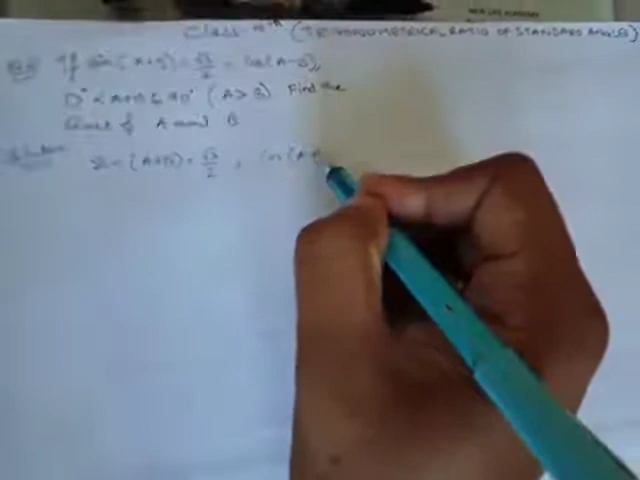 Class-10th (TRIGONOMETRICAL RATIO OF STANDARD ANGLES)
If Sin(A+B) = √3/2 = Cos(A-B),
0° < A+B ≤ 90° (A > B) Find the
of A and B
Solution Sin(A+B) = √3/2 , Cos(A